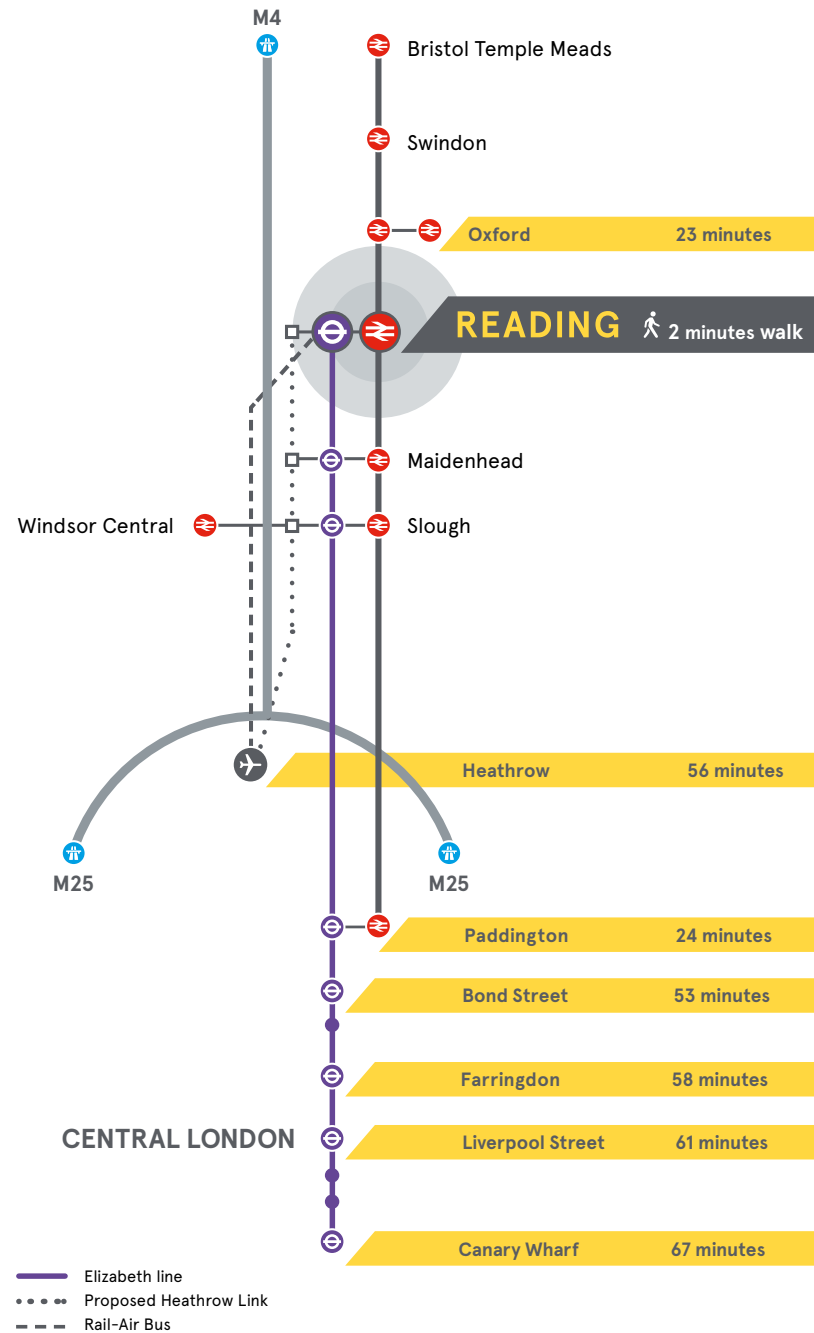 M4
Bristol Temple Meads
Swindon
Oxford 23 minutes
READING 2 minutes walk
Maidenhead
Windsor Central
Slough
Heathrow 56 minutes
M25
M25
Paddington 24 minutes
Bond Street 53 minutes
Farringdon 58 minutes
CENTRAL LONDON
Liverpool Street 61 minutes
Canary Wharf 67 minutes
Elizabeth line
Proposed Heathrow Link
Rail-Air Bus